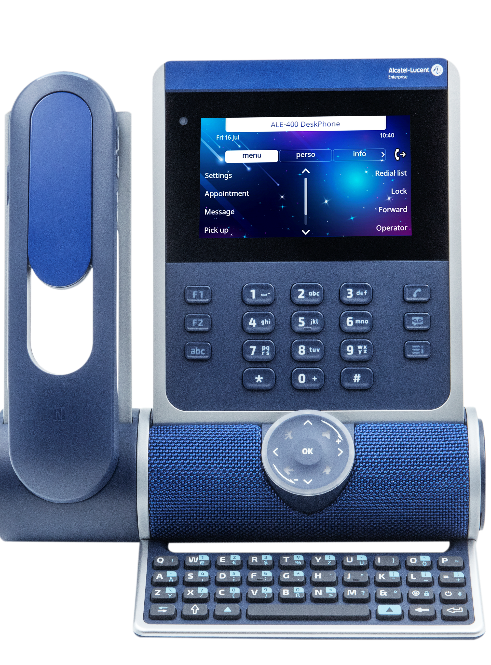 Alcatel-Lucent
Enterprise
ALE-400 DeskPhone
Fri 16 Jul 10:40
menu perso info
Settings Redial list
Appointment Lock
Message Forward
Pick up Operator
F1 1 2 abc 3 def
F2 4 ghi 5 jkl 6 mno
abc 7 8 tuv 9
* 0 + #
OK
Q W E R T Y U I O P
A S D F G H J K L
Z X C V B N M